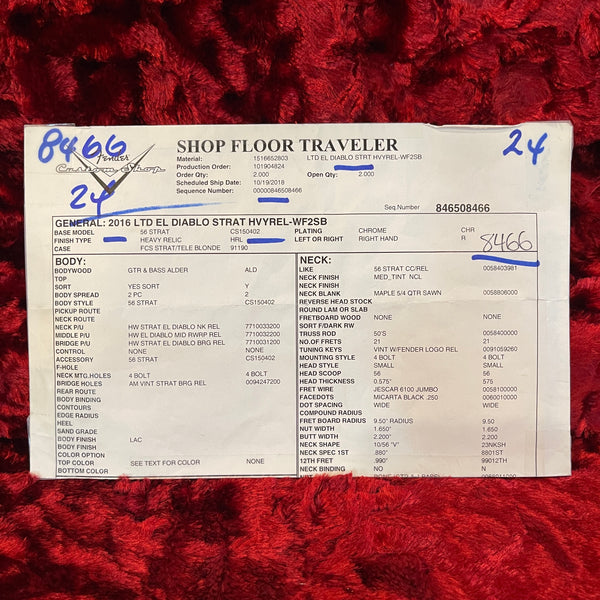 8466
24
24
Fender
Custom Shop
SHOP FLOOR TRAVELER
Material: 1516652803 LTD EL DIABLO STRT HVYREL-WF2SB
Production Order: 101904824
Order Qty: 2.000 Open Qty: 2.000
Scheduled Ship Date: 10/19/2018
Sequence Number: 000000846508466
Seq.Number 846508466
GENERAL: 2016 LTD EL DIABLO STRAT HVYREL-WF2SB
BASE MODEL 56 STRAT CS150402 PLATING CHROME CHR
FINISH TYPE HEAVY RELIC HRL LEFT OR RIGHT RIGHT HAND R
8466
CASE FCS STRAT/TELE BLONDE 91190
BODY:
BODYWOOD GTR & BASS ALDER ALD
TOP
SORT YES SORT Y
BODY SPREAD 2 PC 2
BODY STYLE 56 STRAT CS150402
PICKUP ROUTE
NECK ROUTE
NECK P/U HW STRAT EL DIABLO NK REL 7710033200
MIDDLE P/U HW STRAT EL DIABLO MID RWRP REL 7710032200
BRIDGE P/U HW STRAT EL DIABLO BRG REL 7710031200
CONTROL NONE NONE
ACCESSORY 56 STRAT CS150402
F-HOLE
NECK MTG.HOLES 4 BOLT 4 BOLT
BRIDGE HOLES AM VINT STRAT BRG REL 0094247200
REAR ROUTE
BODY BINDING
CONTOURS
EDGE RADIUS
HEEL
SAND GRADE
BODY FINISH LAC
BODY FINISH
COLOR OPTION
TOP COLOR SEE TEXT FOR COLOR NONE
BOTTOM COLOR
NECK:
LIKE 56 STRAT CC/REL 0058403981
NECK FINISH MED_TINT NCL
NECK FINISH
NECK BLANK MAPLE 5/4 QTR SAWN 0058806000
REVERSE HEAD STOCK
ROUND LAM OR SLAB
FRETBOARD WOOD NONE NONE
SORT F/DARK RW
TRUSS ROD 50'S 0058400000
NO.OF FRETS 21 21
TUNING KEYS VINT W/FENDER LOGO REL 0091059260
MOUNTING STYLE 4 BOLT 4 BOLT
HEAD STYLE SMALL SMALL
HEAD SCOOP 56 56
HEAD THICKNESS 0.575" 575
FRET WIRE JESCAR 6100 JUMBO 0058100000
FACEDOTS MICARTA BLACK .250 0060010000
DOT SPACING WIDE WIDE
COMPOUND RADIUS
FRET BOARD RADIUS 9.50" RADIUS 9.50
NUT WIDTH 1.650" 1.650
BUTT WIDTH 2.200" 2.200
NECK SHAPE 10/56 "V" 23NKSH
NECK SPEC 1ST .880" 8801ST
12TH FRET .990" 99012TH
NECK BINDING NO N